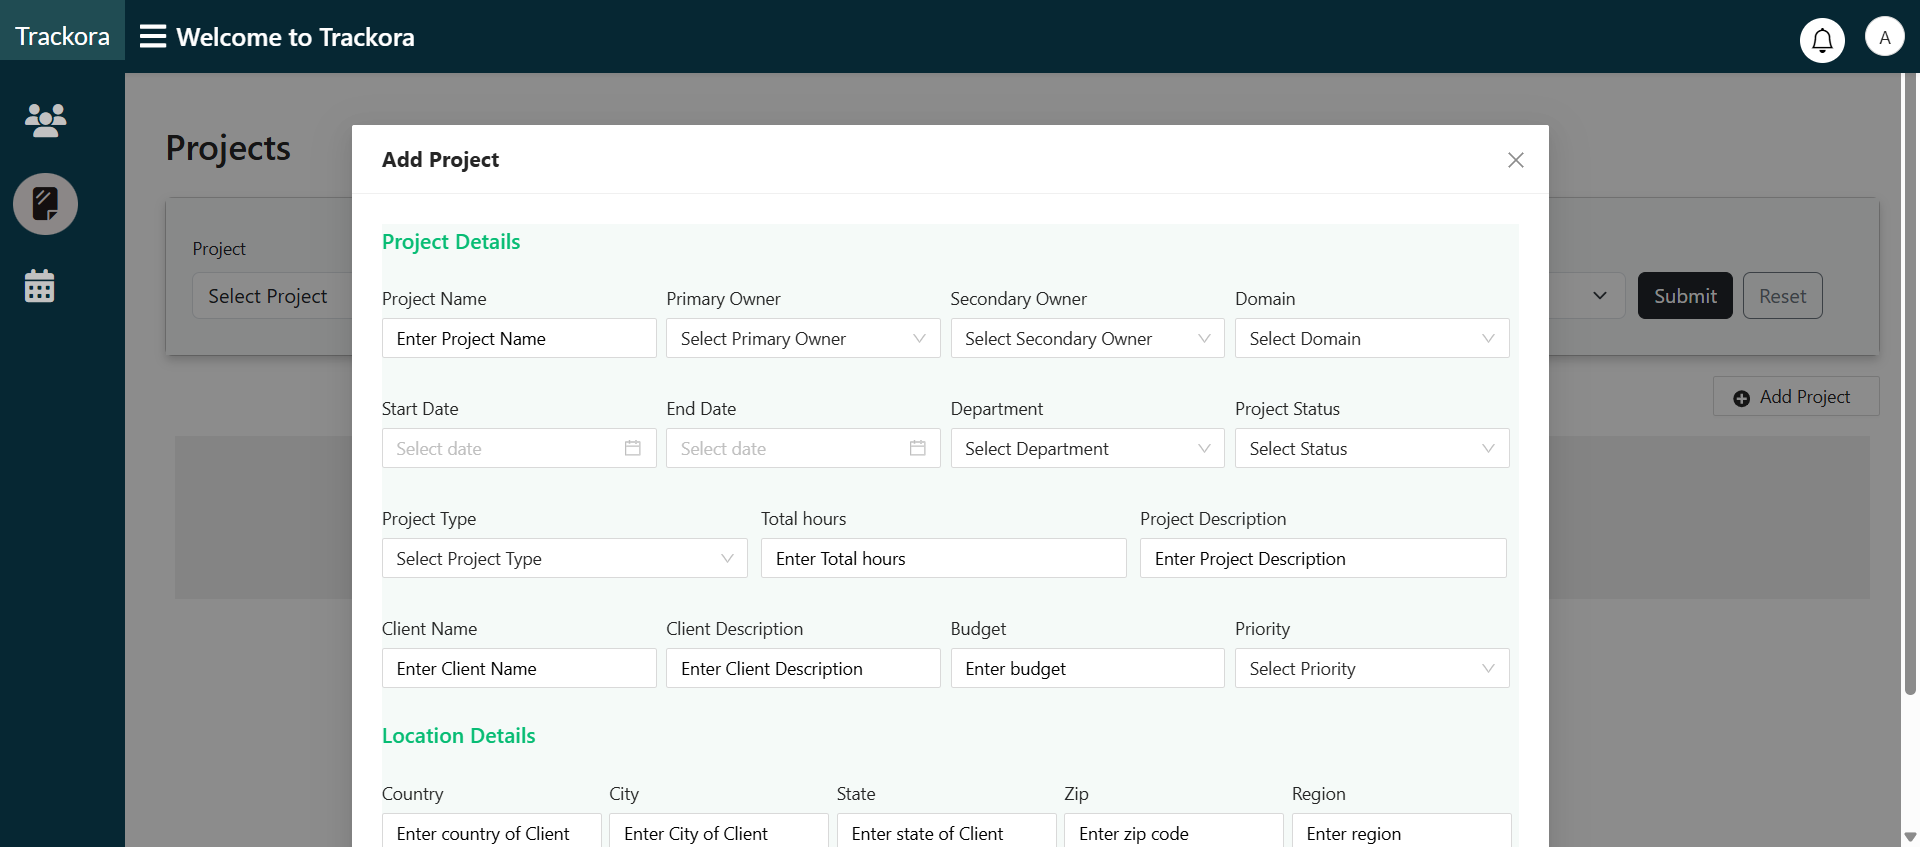 Trackora
Welcome to Trackora
A
Projects
Add Project
Project
Select Project
Submit
Reset
Add Project
Project Details
Project Name
Primary Owner
Secondary Owner
Domain
Enter Project Name
Select Primary Owner
Select Secondary Owner
Select Domain
Start Date
End Date
Department
Project Status
Select date
Select date
Select Department
Select Status
Project Type
Total hours
Project Description
Select Project Type
Enter Total hours
Enter Project Description
Client Name
Client Description
Budget
Priority
Enter Client Name
Enter Client Description
Enter budget
Select Priority
Location Details
Country
City
State
Zip
Region
Enter country of Client
Enter City of Client
Enter state of Client
Enter zip code
Enter region